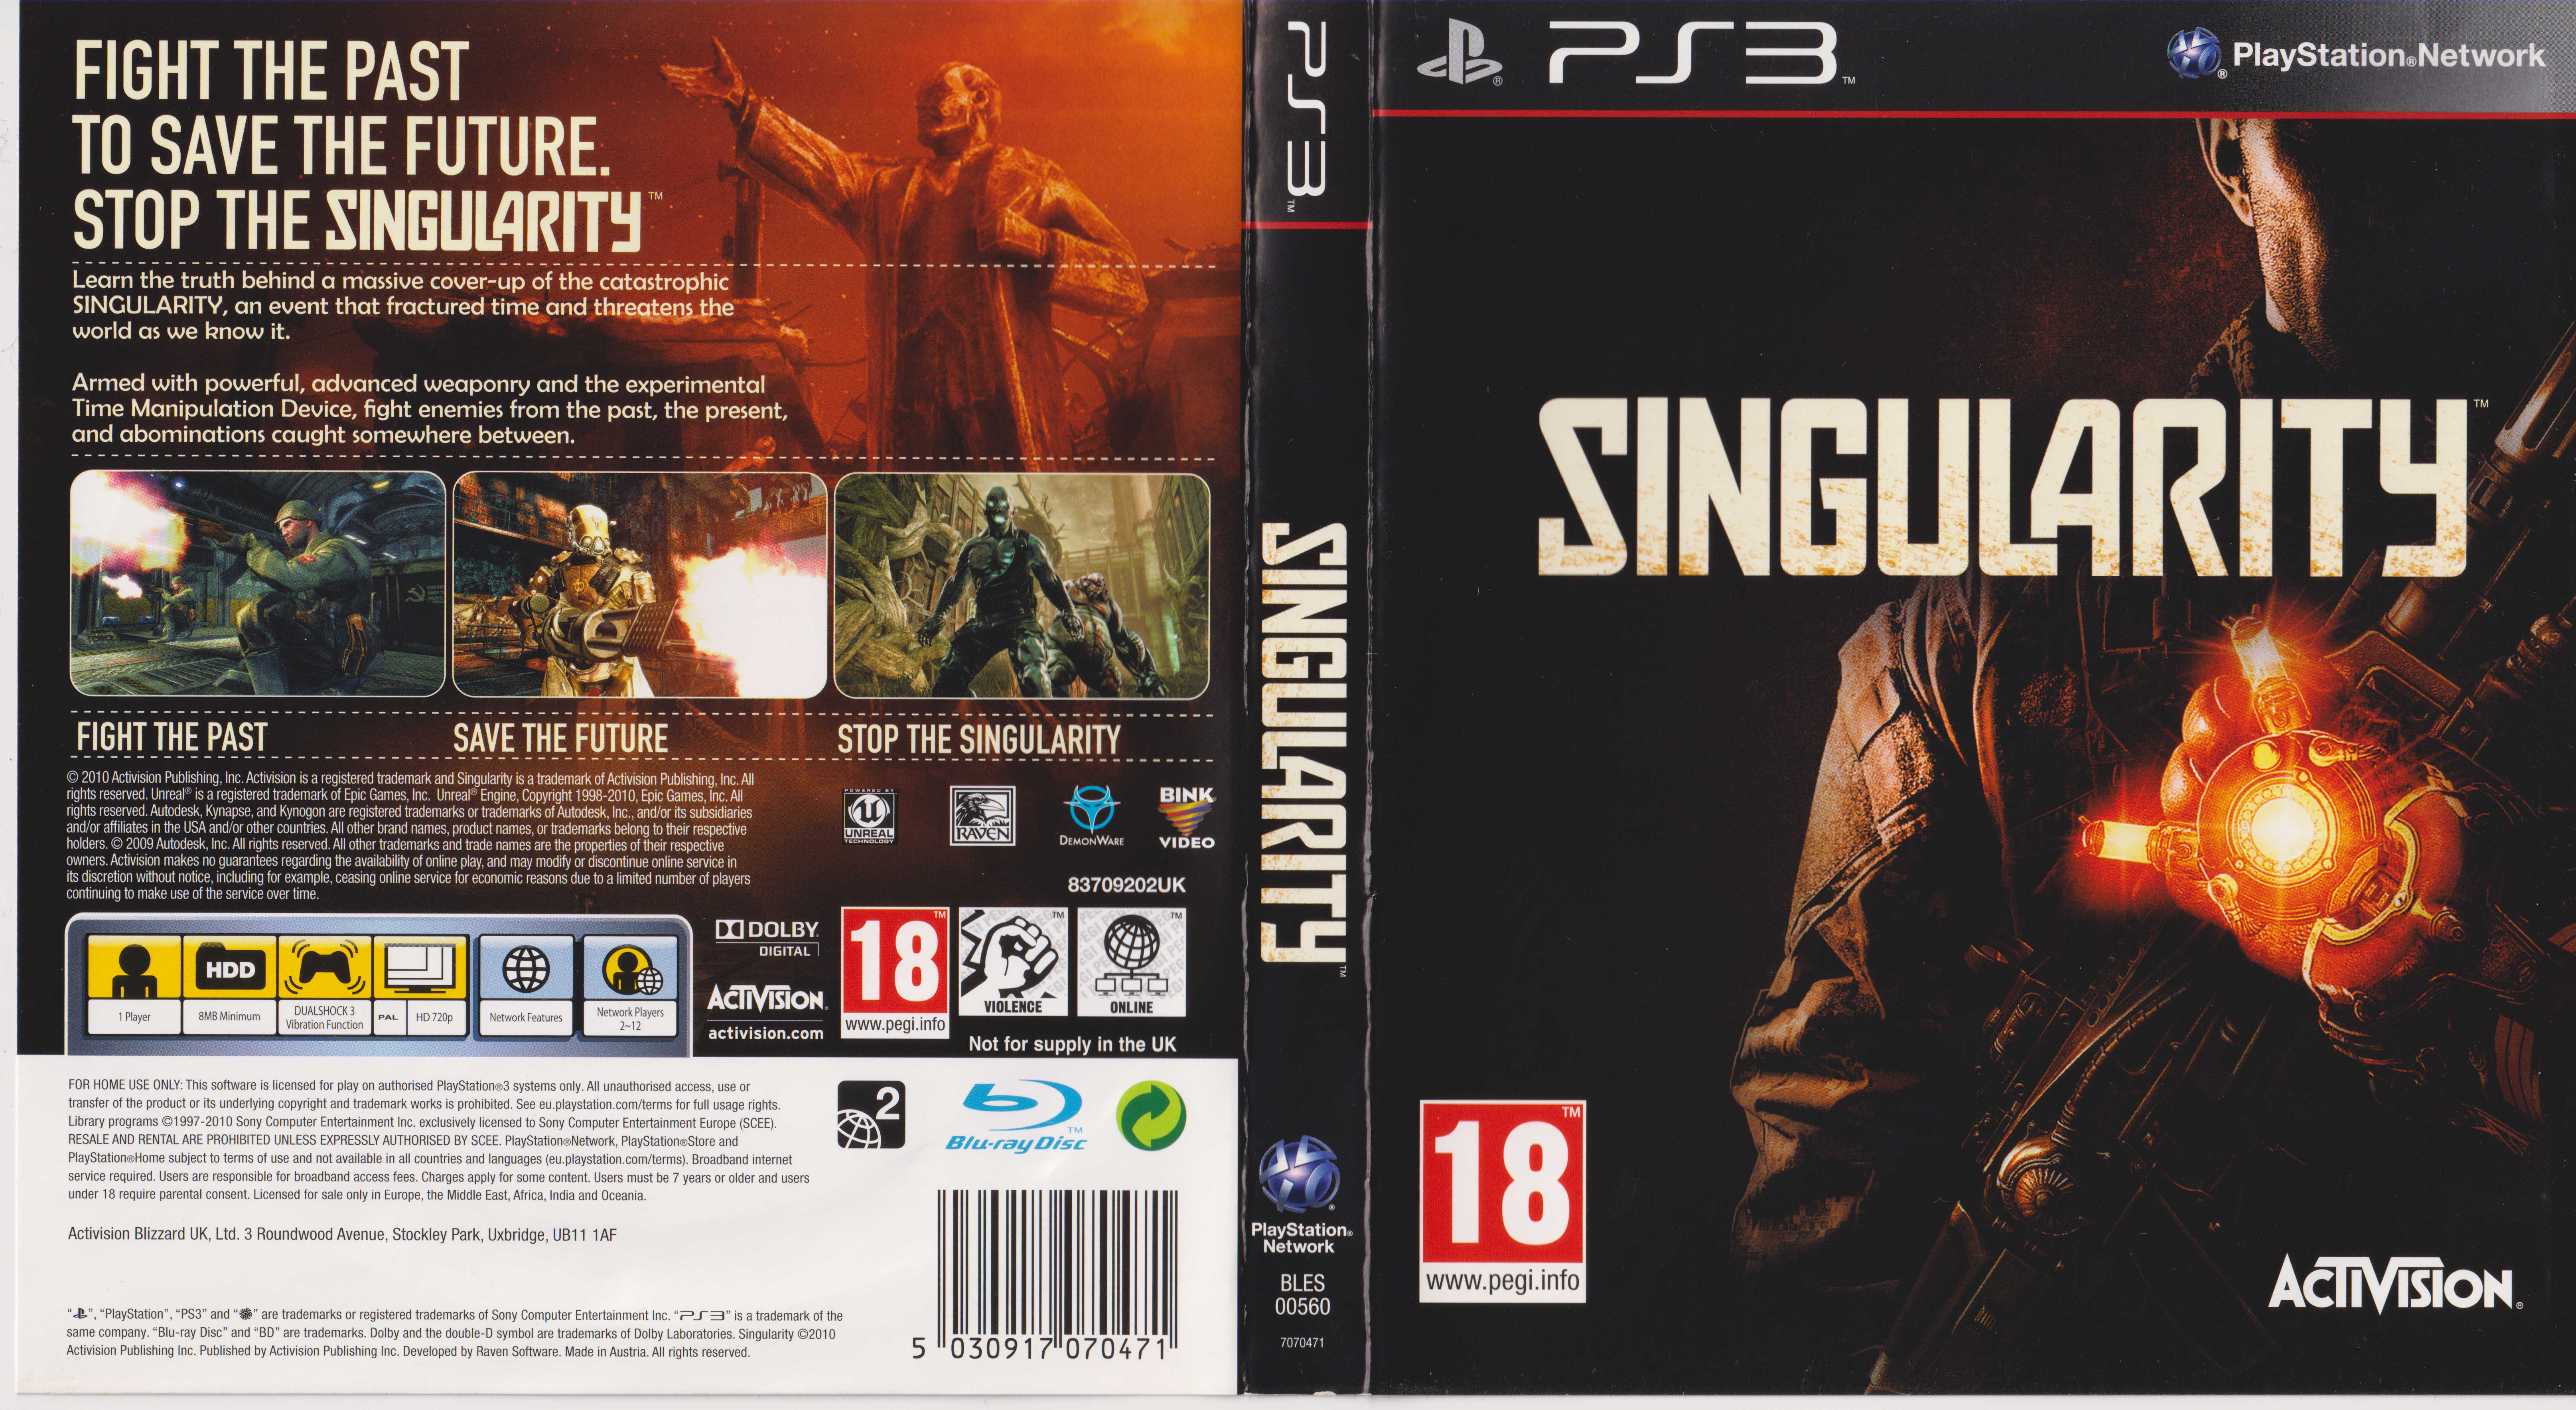 FIGHT THE PAST
TO SAVE THE FUTURE.
STOP THE SINGULARITY™
Learn the truth behind a massive cover-up of the catastrophic
SINGULARITY, an event that fractured time and threatens the
world as we know it.
Armed with powerful, advanced weaponry and the experimental
Time Manipulation Device, fight enemies from the past, the present,
and abominations caught somewhere between.
FIGHT THE PAST
SAVE THE FUTURE
STOP THE SINGULARITY
© 2010 Activision Publishing, Inc. Activision is a registered trademark and Singularity is a trademark of Activision Publishing, Inc. All
rights reserved. Unreal® is a registered trademark of Epic Games, Inc. Unreal® Engine, Copyright 1998-2010, Epic Games, Inc. All
rights reserved. Autodesk, Kynapse, and Kynogon are registered trademarks or trademarks of Autodesk, Inc., and/or its subsidiaries
and/or affiliates in the USA and/or other countries. All other brand names, product names, or trademarks belong to their respective
holders. © 2009 Autodesk, Inc. All rights reserved. All other trademarks and trade names are the properties of their respective
owners. Activision makes no guarantees regarding the availability of online play, and may modify or discontinue online service in
its discretion without notice, including for example, ceasing online service for economic reasons due to a limited number of players
continuing to make use of the service over time.
POWERED BY
UNREAL
TECHNOLOGY
RAVEN
DEMONWARE
BINK
VIDEO
83709202UK
HDD
1 Player
8MB Minimum
DUALSHOCK 3
Vibration Function
PAL
HD 720p
Network Features
Network Players
2~12
DOLBY
DIGITAL
ACTIVISION®
activision.com
18™
www.pegi.info
™
VIOLENCE
™
ONLINE
Not for supply in the UK
FOR HOME USE ONLY: This software is licensed for play on authorised PlayStation®3 systems only. All unauthorised access, use or
transfer of the product or its underlying copyright and trademark works is prohibited. See eu.playstation.com/terms for full usage rights.
Library programs ©1997-2010 Sony Computer Entertainment Inc. exclusively licensed to Sony Computer Entertainment Europe (SCEE).
RESALE AND RENTAL ARE PROHIBITED UNLESS EXPRESSLY AUTHORISED BY SCEE. PlayStation®Network, PlayStation®Store and
PlayStation®Home subject to terms of use and not available in all countries and languages (eu.playstation.com/terms). Broadband internet
service required. Users are responsible for broadband access fees. Charges apply for some content. Users must be 7 years or older and users
under 18 require parental consent. Licensed for sale only in Europe, the Middle East, Africa, India and Oceania.
Activision Blizzard UK, Ltd. 3 Roundwood Avenue, Stockley Park, Uxbridge, UB11 1AF
2
Blu-ray Disc™
“ ”, “PlayStation”, “PS3” and “ ” are trademarks or registered trademarks of Sony Computer Entertainment Inc. “PS3” is a trademark of the
same company. “Blu-ray Disc” and “BD” are trademarks. Dolby and the double-D symbol are trademarks of Dolby Laboratories. Singularity ©2010
Activision Publishing Inc. Published by Activision Publishing Inc. Developed by Raven Software. Made in Austria. All rights reserved.
5 030917 070471
PS3™
SINGULARITY™
PlayStation®
Network
BLES
00560
7070471
PS3™
PlayStation®Network
SINGULARITY™
18™
www.pegi.info
ACTIVISION®